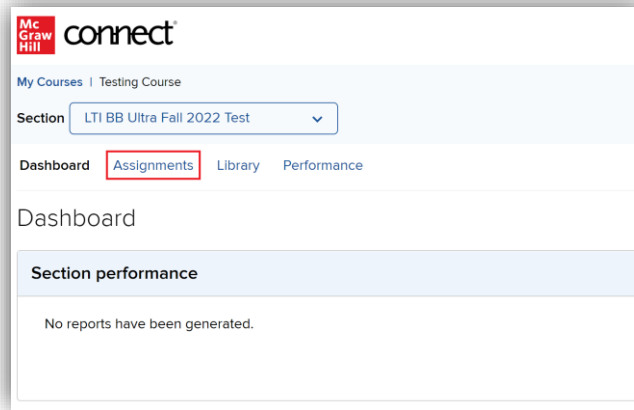 Mc
Graw
Hill
connect
My Courses | Testing Course
Section LTI BB Ultra Fall 2022 Test
Dashboard Assignments Library Performance
Dashboard
Section performance
No reports have been generated.